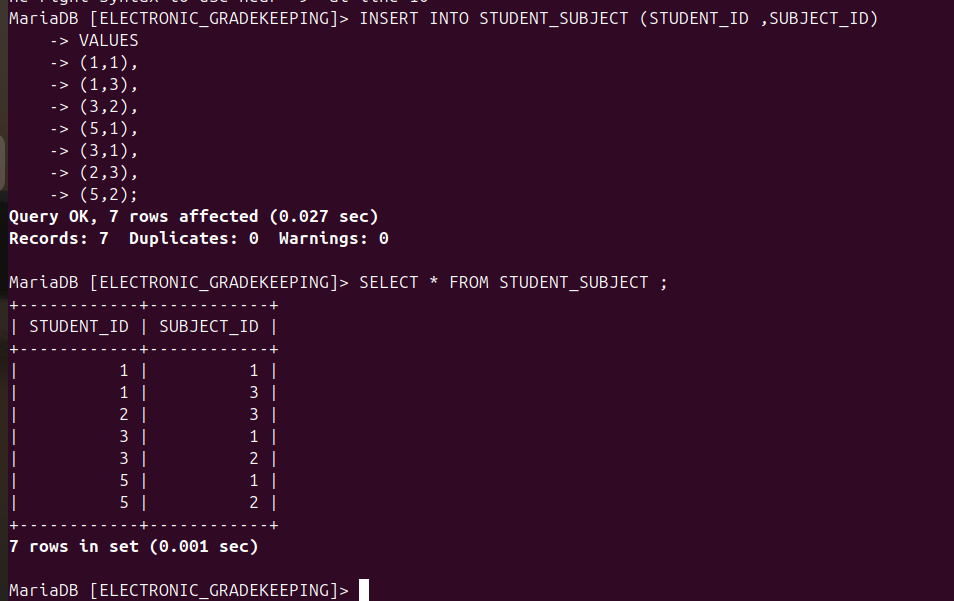 MariaDB [ELECTRONIC_GRADEKEEPING]> INSERT INTO STUDENT_SUBJECT (STUDENT_ID ,SUBJECT_ID)
    -> VALUES
    -> (1,1),
    -> (1,3),
    -> (3,2),
    -> (5,1),
    -> (3,1),
    -> (2,3),
    -> (5,2);
Query OK, 7 rows affected (0.027 sec)
Records: 7  Duplicates: 0  Warnings: 0

MariaDB [ELECTRONIC_GRADEKEEPING]> SELECT * FROM STUDENT_SUBJECT ;
+------------+------------+
| STUDENT_ID | SUBJECT_ID |
+------------+------------+
|          1 |          1 |
|          1 |          3 |
|          2 |          3 |
|          3 |          1 |
|          3 |          2 |
|          5 |          1 |
|          5 |          2 |
+------------+------------+
7 rows in set (0.001 sec)

MariaDB [ELECTRONIC_GRADEKEEPING]>